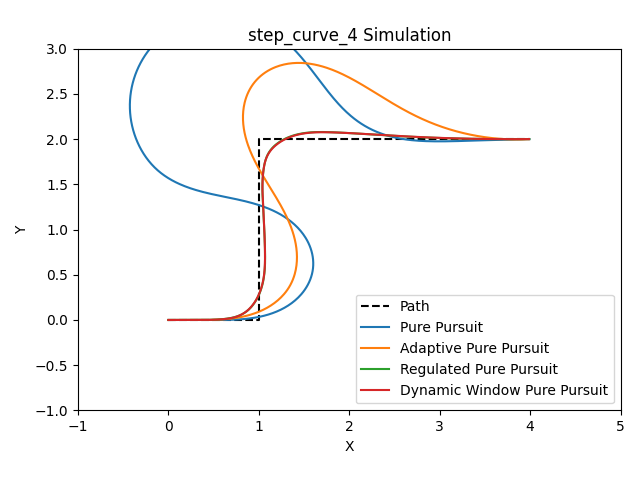 step_curve_4 Simulation
3.0
2.5
2.0
1.5
1.0
0.5
0.0
−0.5
−1.0
Y
Path
Pure Pursuit
Adaptive Pure Pursuit
Regulated Pure Pursuit
Dynamic Window Pure Pursuit
−1 0 1 2 3 4 5
X